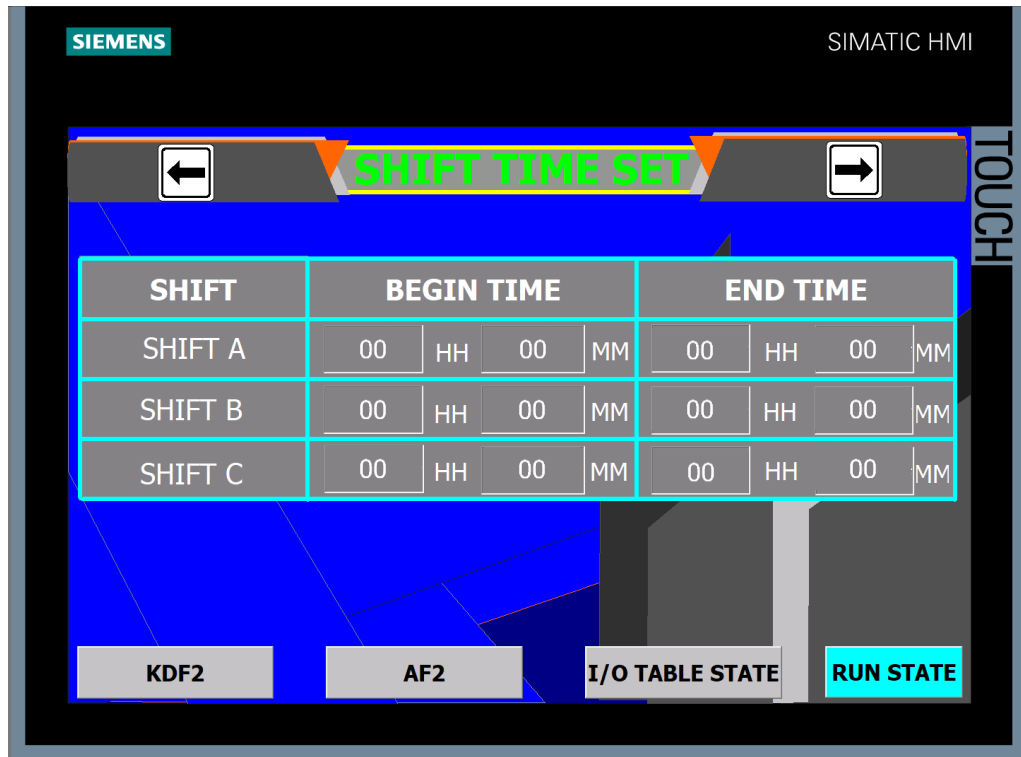 SIEMENS
SIMATIC HMI
TOUCH
SHIFT TIME SET
SHIFT BEGIN TIME END TIME
SHIFT A 00 HH 00 MM 00 HH 00 MM
SHIFT B 00 HH 00 MM 00 HH 00 MM
SHIFT C 00 HH 00 MM 00 HH 00 MM
KDF2 AF2 I/O TABLE STATE RUN STATE